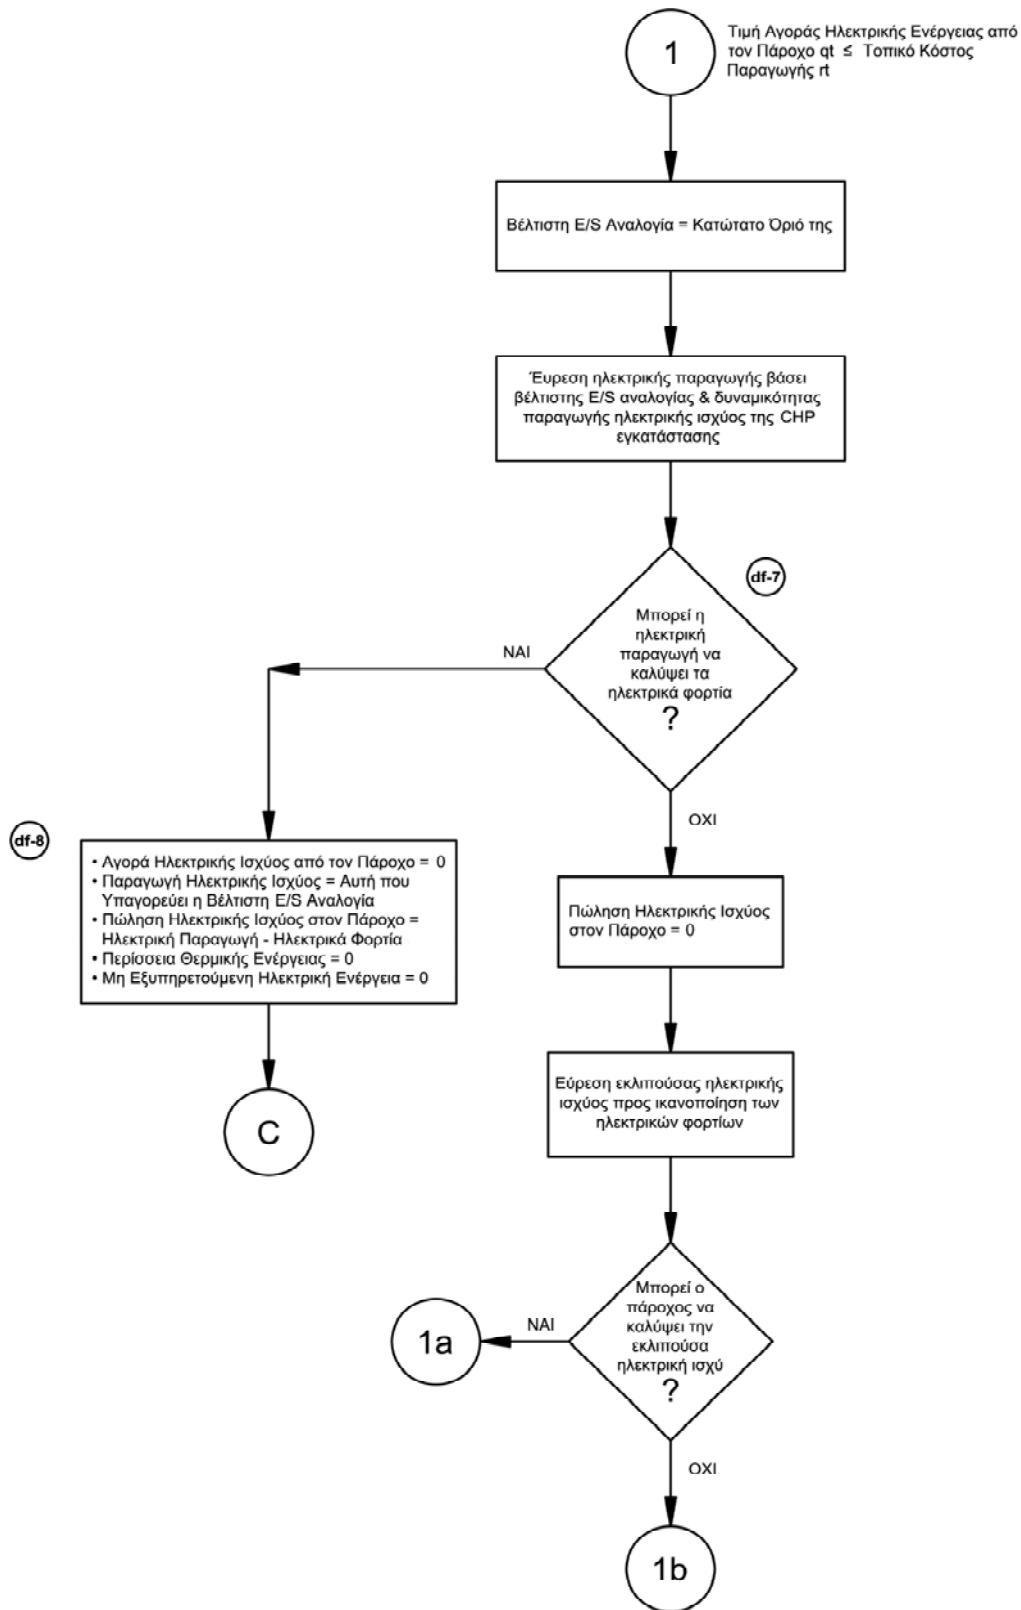 1
Τιμή Αγοράς Ηλεκτρικής Ενέργειας από
τον Πάροχο qt ≤ Τοπικό Κόστος
Παραγωγής rt
Βέλτιστη E/S Αναλογία = Κατώτατο Όριό της
Έυρεση ηλεκτρικής παραγωγής βάσει
βέλτιστης E/S αναλογίας & δυναμικότητας
παραγωγής ηλεκτρικής ισχύος της CHP
εγκατάστασης
df-7
Μπορεί η
ηλεκτρική
παραγωγή να
καλύψει τα
ηλεκτρικά φορτία
?
ΝΑΙ
ΟΧΙ
df-8
• Αγορά Ηλεκτρικής Ισχύος από τον Πάροχο = 0
• Παραγωγή Ηλεκτρικής Ισχύος = Αυτή που
Υπαγορεύει η Βέλτιστη E/S Αναλογία
• Πώληση Ηλεκτρικής Ισχύος στον Πάροχο =
Ηλεκτρική Παραγωγή - Ηλεκτρικά Φορτία
• Περίσσεια Θερμικής Ενέργειας = 0
• Μη Εξυπηρετούμενη Ηλεκτρική Ενέργεια = 0
C
Πώληση Ηλεκτρικής Ισχύος
στον Πάροχο = 0
Εύρεση εκλιπούσας ηλεκτρικής
ισχύος προς ικανοποίηση των
ηλεκτρικών φορτίων
Μπορεί ο
πάροχος να
καλύψει την
εκλιπούσα
ηλεκτρική ισχύ
?
ΝΑΙ
1a
ΟΧΙ
1b